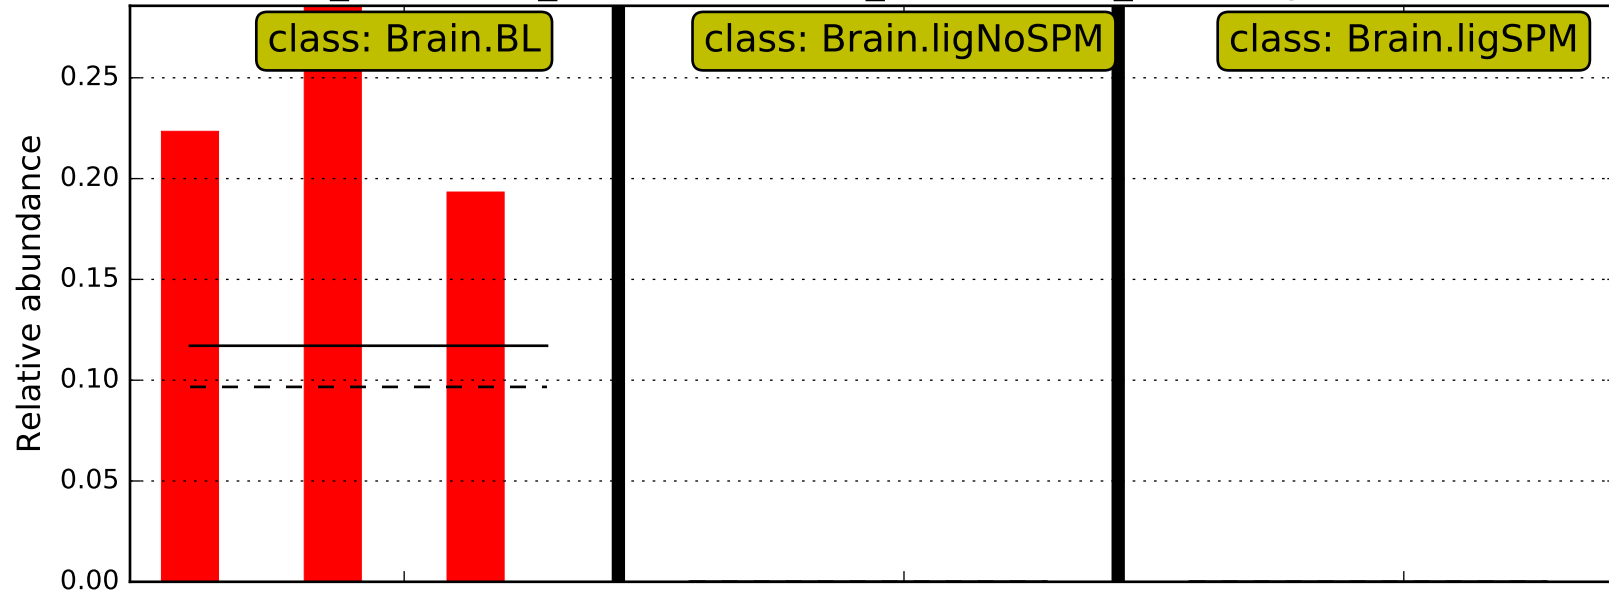 class: Brain.BL
class: Brain.ligNoSPM
class: Brain.ligSPM
Relative abundance
0.25
0.20
0.15
0.10
0.05
0.00